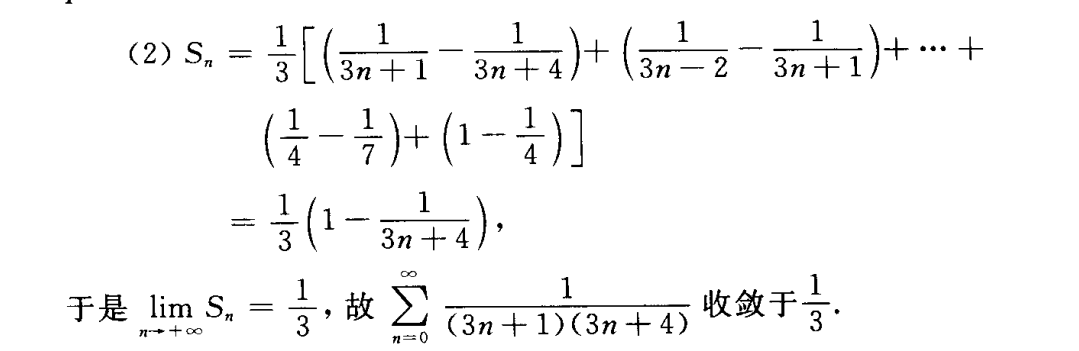 (2) Sₙ = 1/3[(1/(3n+1) − 1/(3n+4)) + (1/(3n−2) − 1/(3n+1)) + ⋯ +
(1/4 − 1/7) + (1 − 1/4)]
= 1/3(1 − 1/(3n+4)),
于是 lim_{n→+∞} Sₙ = 1/3, 故 ∑_{n=0}^{∞} 1/((3n+1)(3n+4)) 收敛于 1/3.